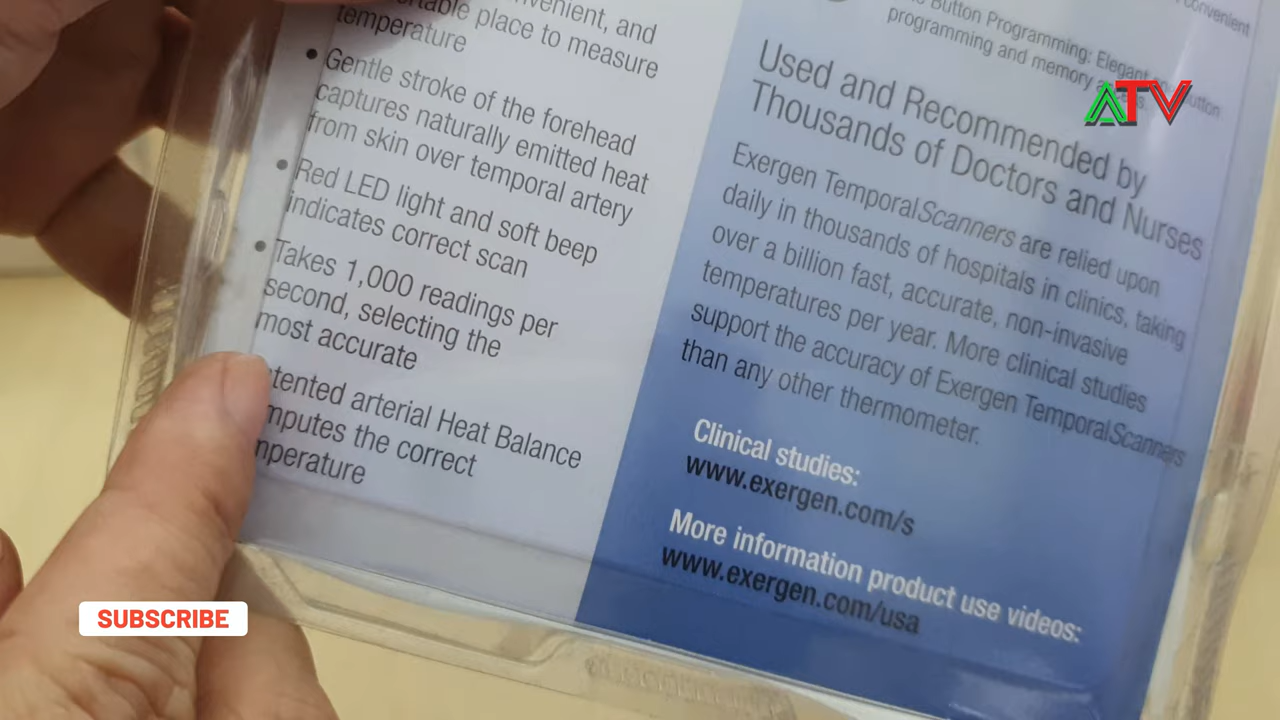 nvenient, and
table place to measure
temperature
• Gentle stroke of the forehead
captures naturally emitted heat
from skin over temporal artery
• Red LED light and soft beep
indicates correct scan
• Takes 1,000 readings per
second, selecting the
most accurate
tented arterial Heat Balance
mputes the correct
mperature
convenient
Button Programming: Elegant
programming and memory
Used and Recommended by
Thousands of Doctors and Nurses
Exergen TemporalScanners are relied upon
daily in thousands of hospitals in clinics, taking
over a billion fast, accurate, non-invasive
temperatures per year. More clinical studies
support the accuracy of Exergen TemporalScanners
than any other thermometer.
Clinical studies:
www.exergen.com/s
More information product use videos:
www.exergen.com/usa
ATV
SUBSCRIBE